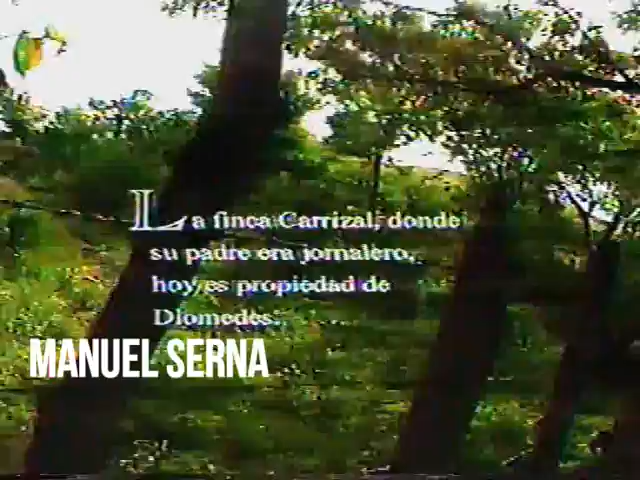 La finca Carrizal, donde
su padre era jornalero,
hoy es propiedad de
Diomedes.
MANUEL SERNA